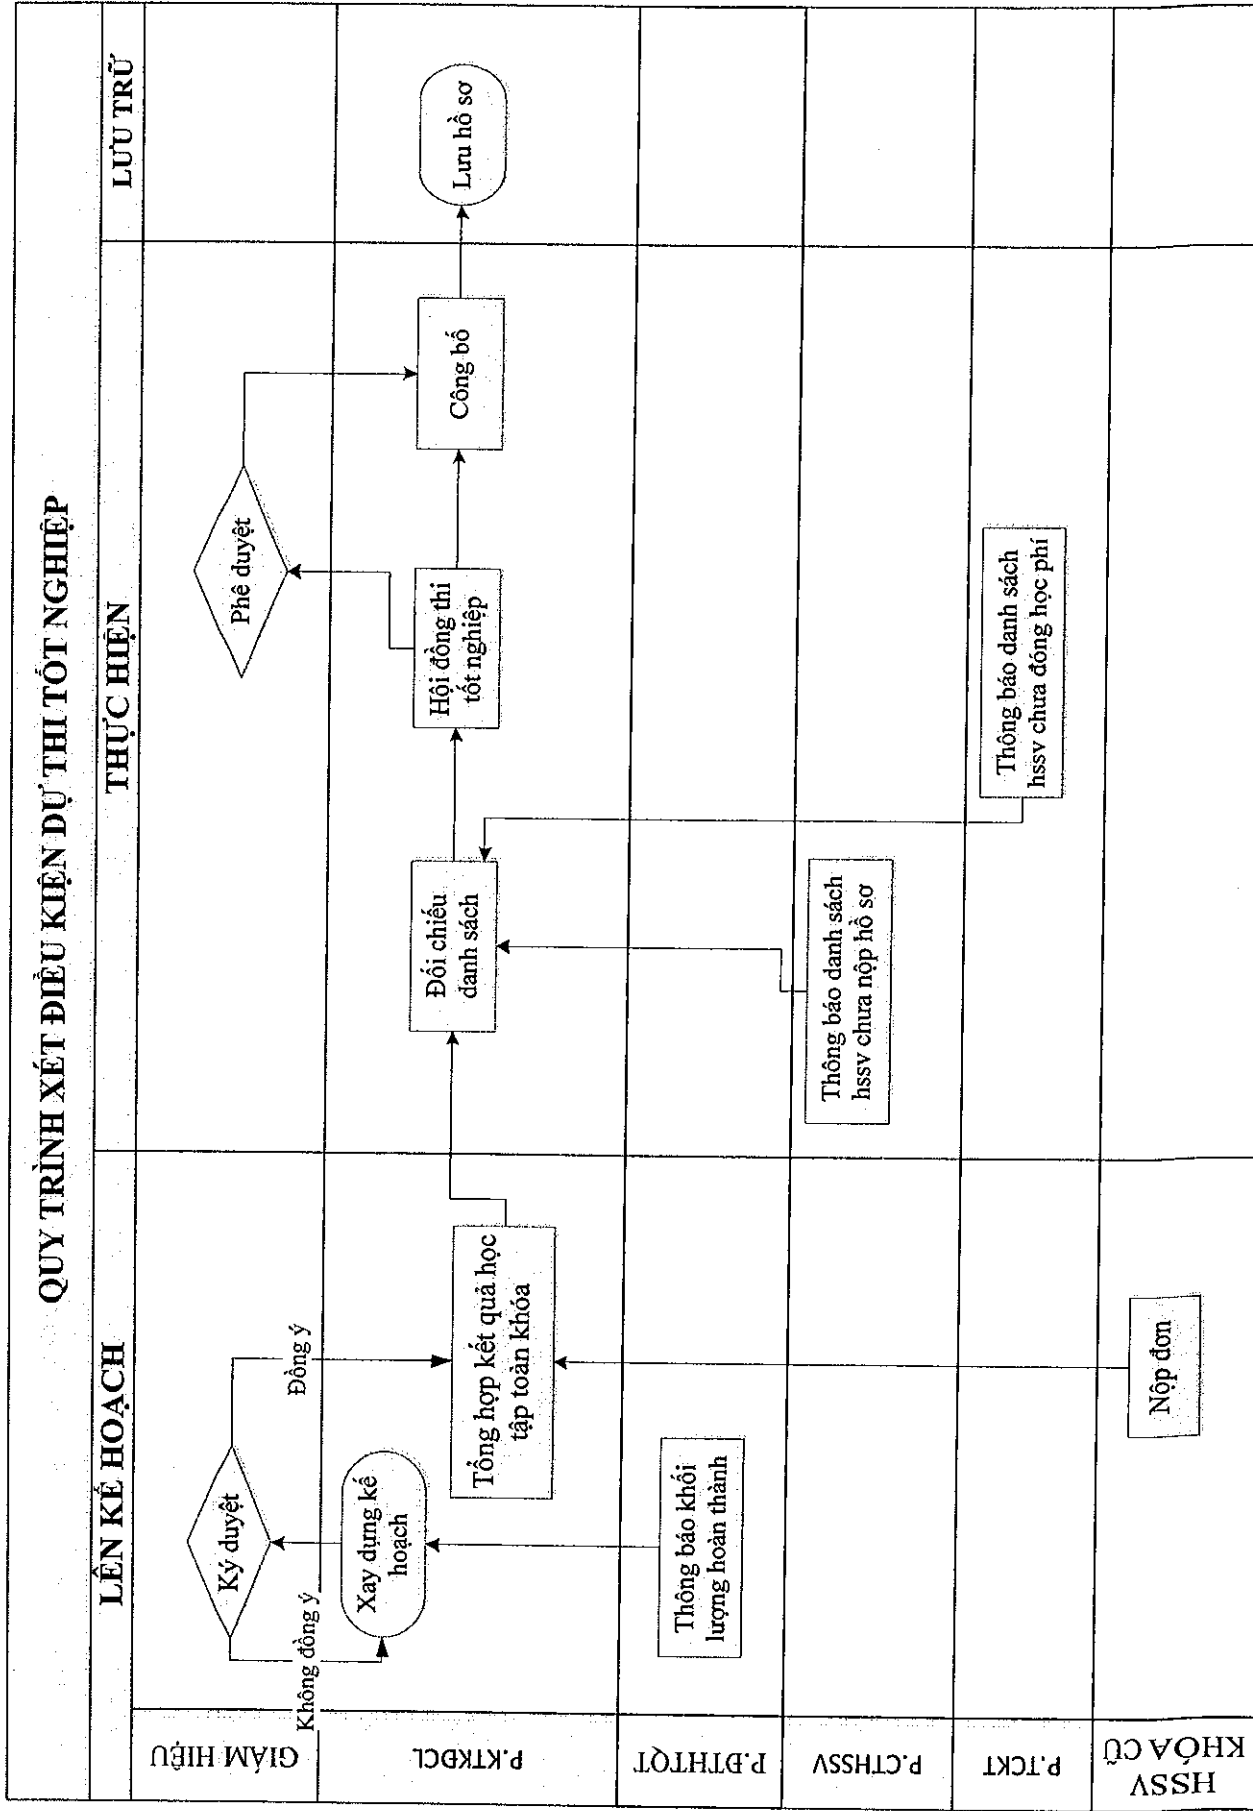 QUY TRÌNH XÉT ĐIỀU KIỆN DỰ THI TỐT NGHIỆP
LÊN KẾ HOẠCH
THỰC HIỆN
LƯU TRỮ
GIÁM HIỆU
Ký duyệt
Đồng ý
Không đồng ý
Phê duyệt
P.KTKĐCL
Xay dựng kế
hoạch
Tổng hợp kết quả học
tập toàn khóa
Đối chiếu
danh sách
Hội đồng thi
tốt nghiệp
Công bố
Lưu hồ sơ
P.ĐTHTQT
Thông báo khối
lượng hoàn thành
P.CTHSSV
Thông báo danh sách
hssv chưa nộp hồ sơ
P.TCKT
Thông báo danh sách
hssv chưa đóng học phí
HSSV
KHÓA CŨ
Nộp đơn